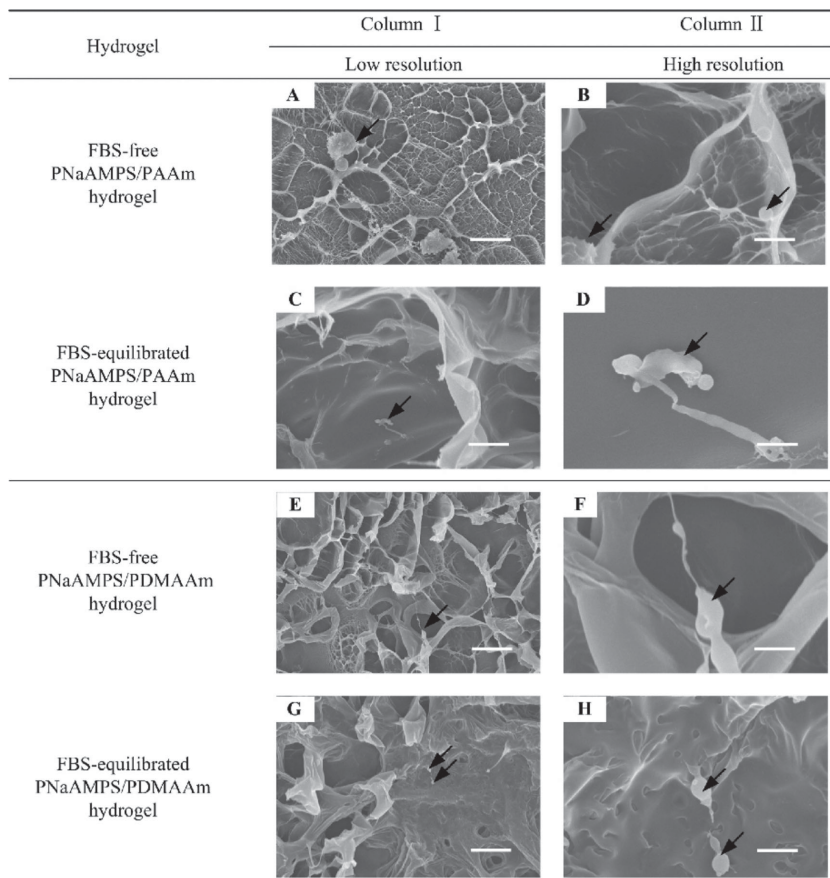 Hydrogel
Column Ⅰ
Column Ⅱ
Low resolution
High resolution
FBS-free
PNaAMPS/PAAm
hydrogel
A
B
FBS-equilibrated
PNaAMPS/PAAm
hydrogel
C
D
FBS-free
PNaAMPS/PDMAAm
hydrogel
E
F
FBS-equilibrated
PNaAMPS/PDMAAm
hydrogel
G
H